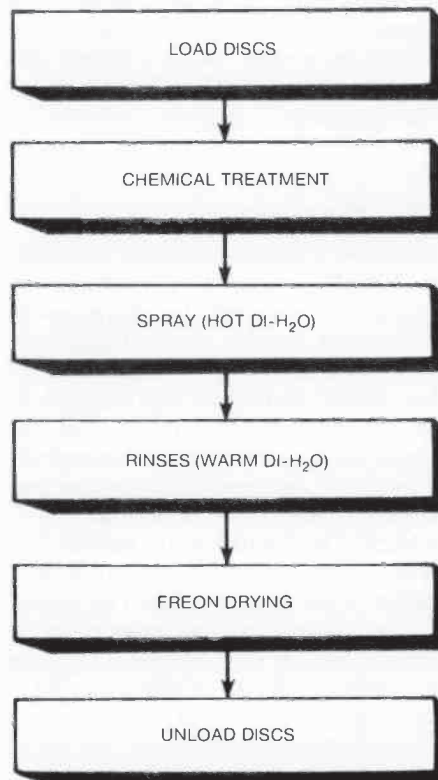 LOAD DISCS
CHEMICAL TREATMENT
SPRAY (HOT DI-H₂O)
RINSES (WARM DI-H₂O)
FREON DRYING
UNLOAD DISCS